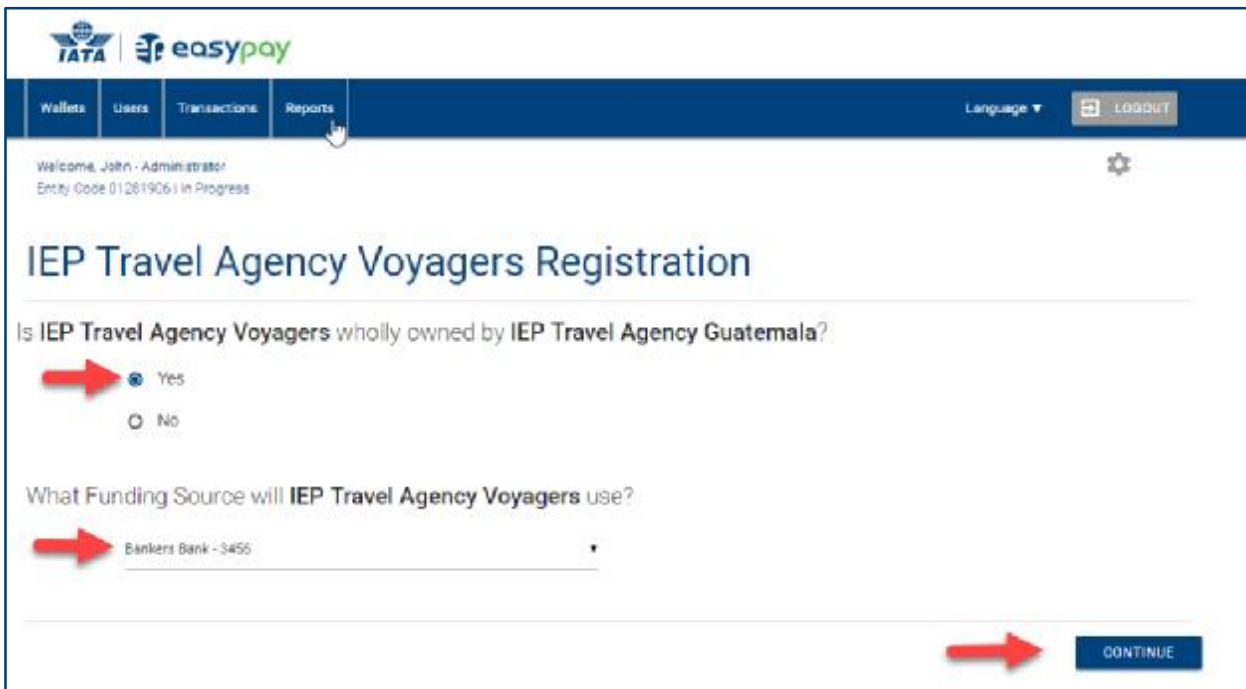 IATA easypay
Wallets Users Transactions Reports Language ▼ LOGOUT
Welcome, John - Administrator
Entity Code 01281906 | In Progress
IEP Travel Agency Voyagers Registration
Is IEP Travel Agency Voyagers wholly owned by IEP Travel Agency Guatemala?
Yes
No
What Funding Source will IEP Travel Agency Voyagers use?
Bankers Bank - 3456
CONTINUE